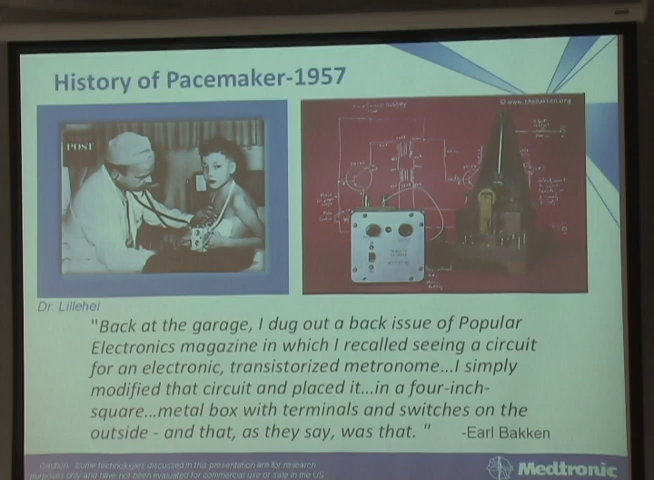 History of Pacemaker-1957
POST
© www.thebakken.org
Dr. Lillehei
"Back at the garage, I dug out a back issue of Popular
Electronics magazine in which I recalled seeing a circuit
for an electronic, transistorized metronome...I simply
modified that circuit and placed it...in a four-inch-
square...metal box with terminals and switches on the
outside - and that, as they say, was that. " -Earl Bakken
Caution: Some technologies discussed in this presentation are for research
purposes only and have not been evaluated for commercial use or sale in the US
Medtronic